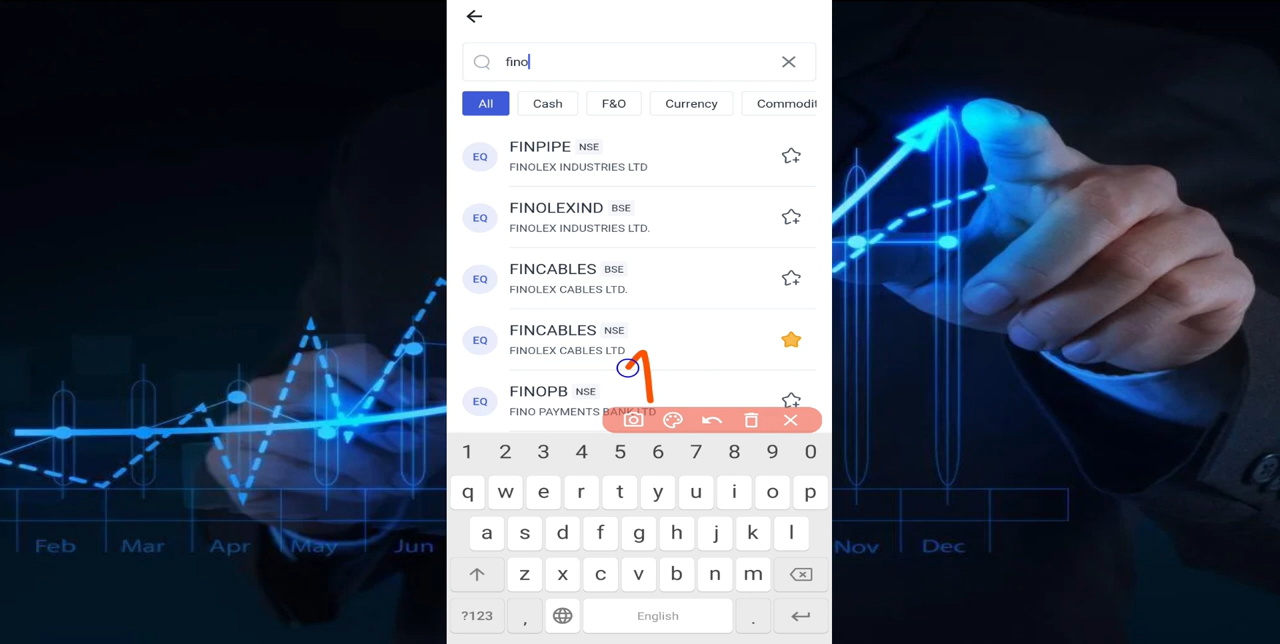 fino
All Cash F&O Currency Commodit
EQ FINPIPE NSE
FINOLEX INDUSTRIES LTD
EQ FINOLEXIND BSE
FINOLEX INDUSTRIES LTD.
EQ FINCABLES BSE
FINOLEX CABLES LTD.
EQ FINCABLES NSE
FINOLEX CABLES LTD
EQ FINOPB NSE
FINO PAYMENTS BANK LTD
1 2 3 4 5 6 7 8 9 0
q w e r t y u i o p
a s d f g h j k l
z x c v b n m
?123 , English .
Feb Mar Apr May Jun
Nov Dec